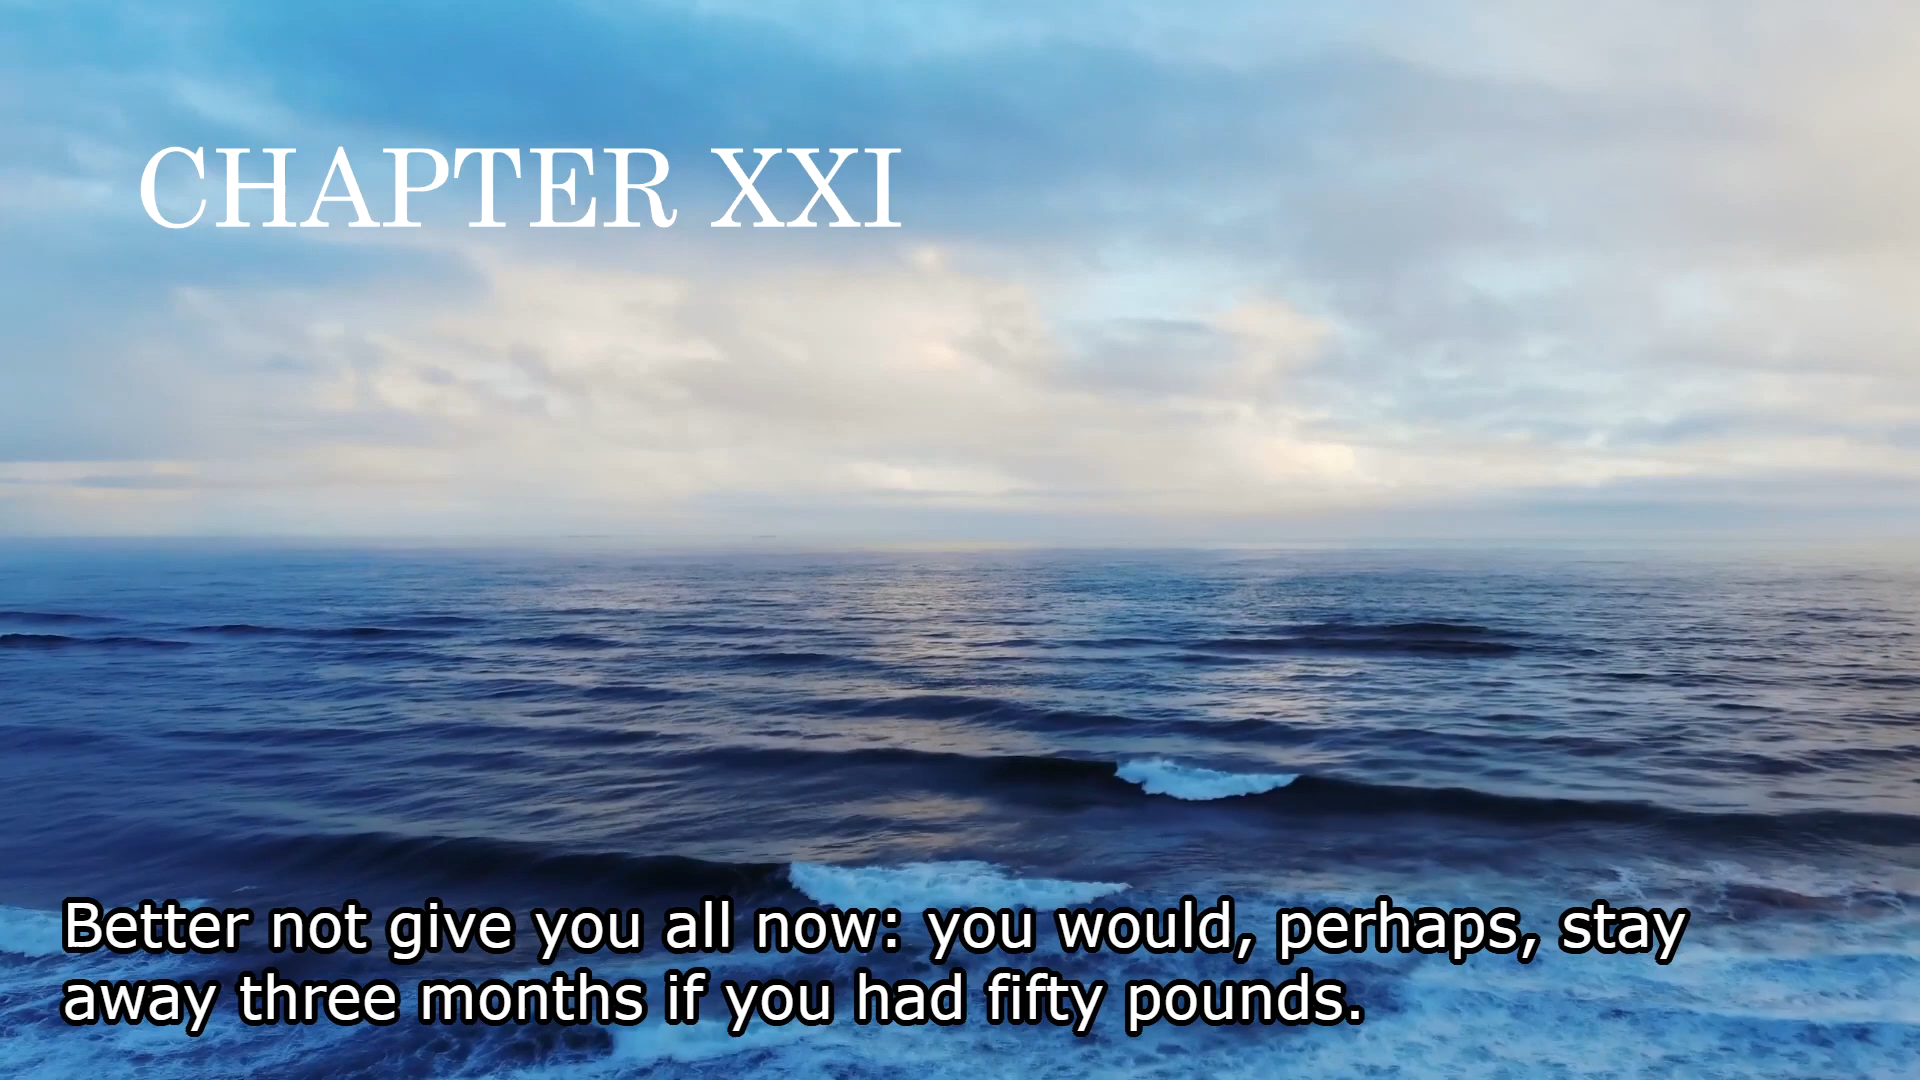 CHAPTER XXI
Better not give you all now: you would, perhaps, stay
away three months if you had fifty pounds.